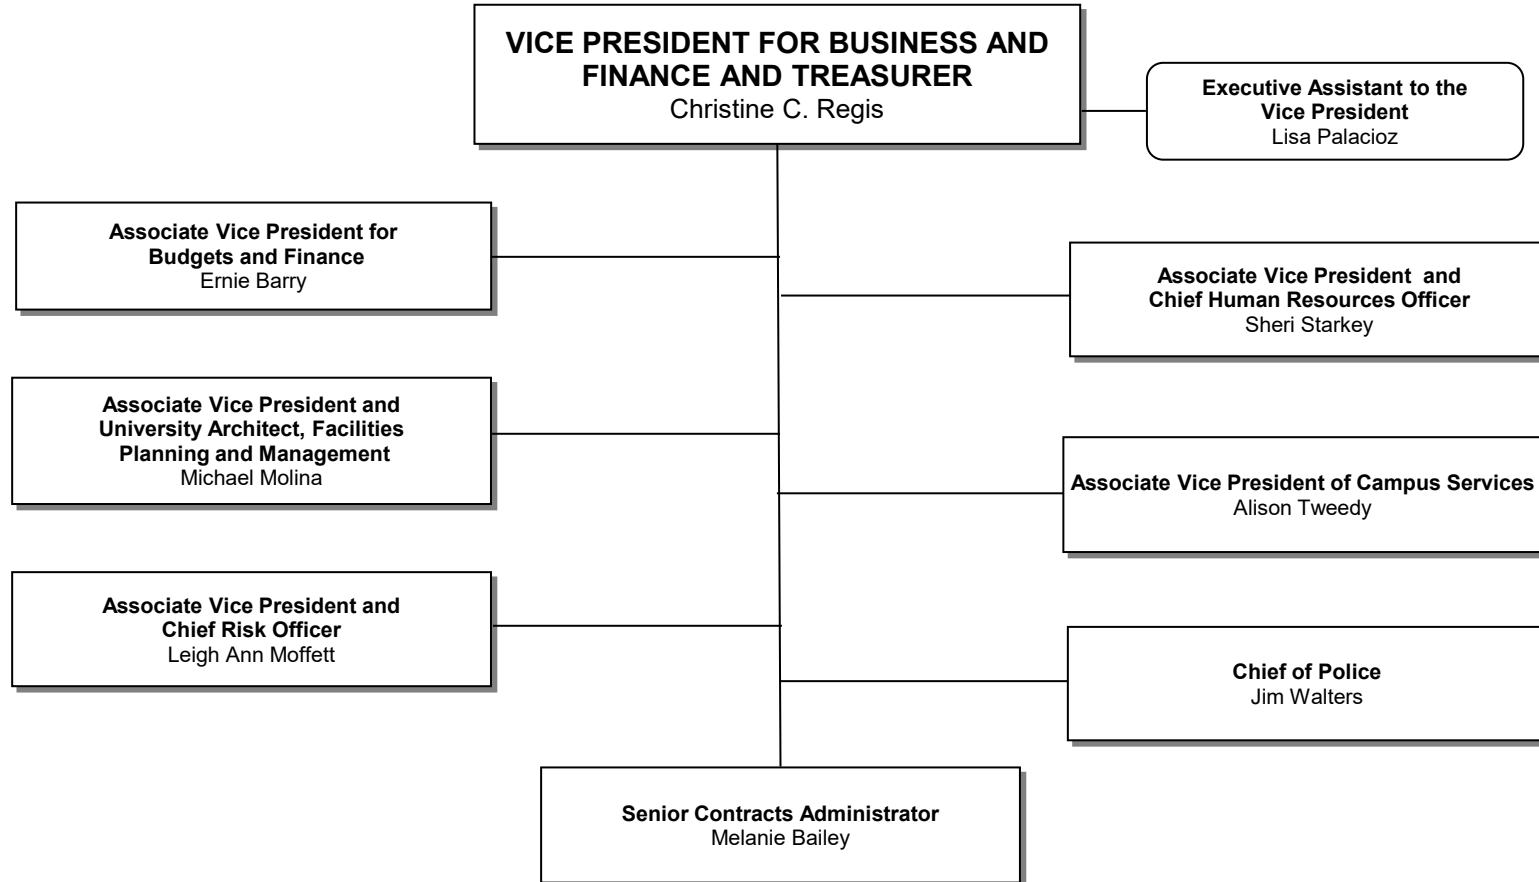 VICE PRESIDENT FOR BUSINESS AND
FINANCE AND TREASURER
Christine C. Regis
Executive Assistant to the
Vice President
Lisa Palacioz
Associate Vice President for
Budgets and Finance
Ernie Barry
Associate Vice President and
Chief Human Resources Officer
Sheri Starkey
Associate Vice President and
University Architect, Facilities
Planning and Management
Michael Molina
Associate Vice President of Campus Services
Alison Tweedy
Associate Vice President and
Chief Risk Officer
Leigh Ann Moffett
Chief of Police
Jim Walters
Senior Contracts Administrator
Melanie Bailey